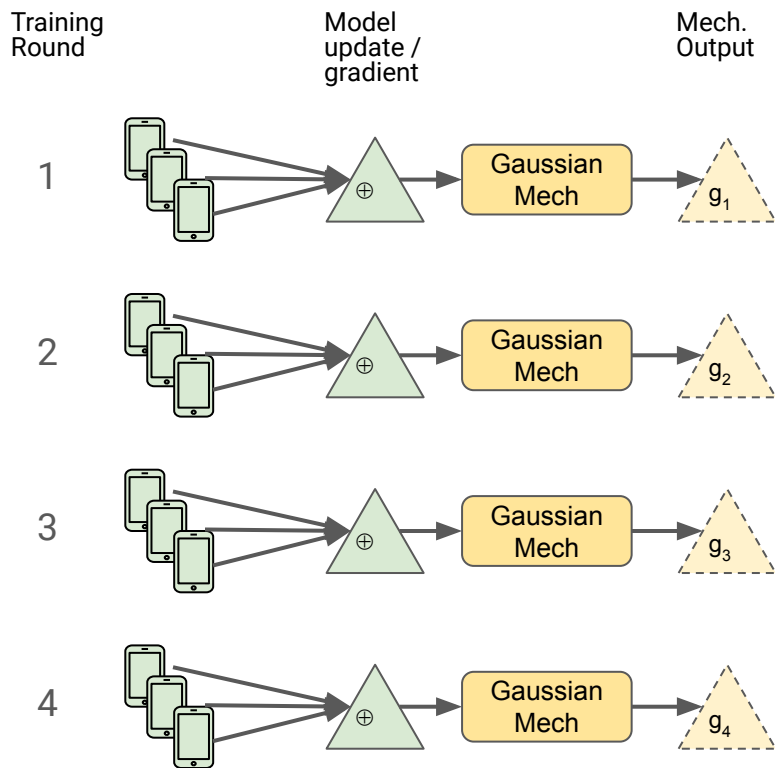 Training
Round
Model
update /
gradient
Mech.
Output
1
⊕
Gaussian
Mech
g₁
2
⊕
Gaussian
Mech
g₂
3
⊕
Gaussian
Mech
g₃
4
⊕
Gaussian
Mech
g₄